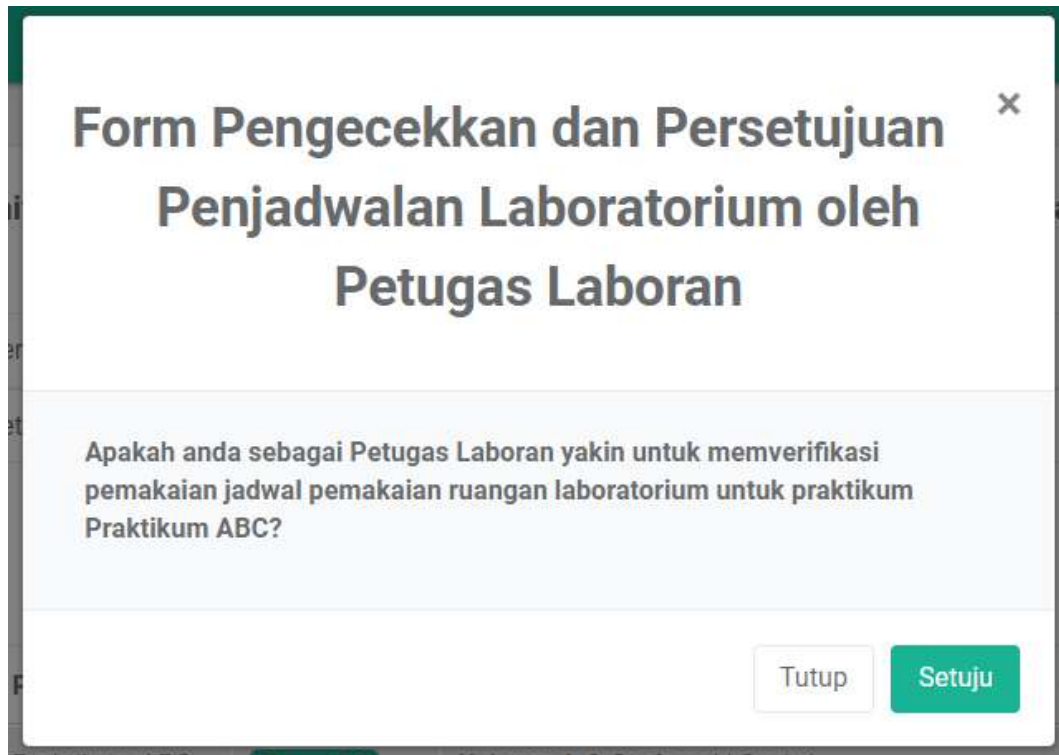 Form Pengecekkan dan Persetujuan
×
Penjadwalan Laboratorium oleh
Petugas Laboran
Apakah anda sebagai Petugas Laboran yakin untuk memverifikasi
pemakaian jadwal pemakaian ruangan laboratorium untuk praktikum
Praktikum ABC?
Tutup
Setuju